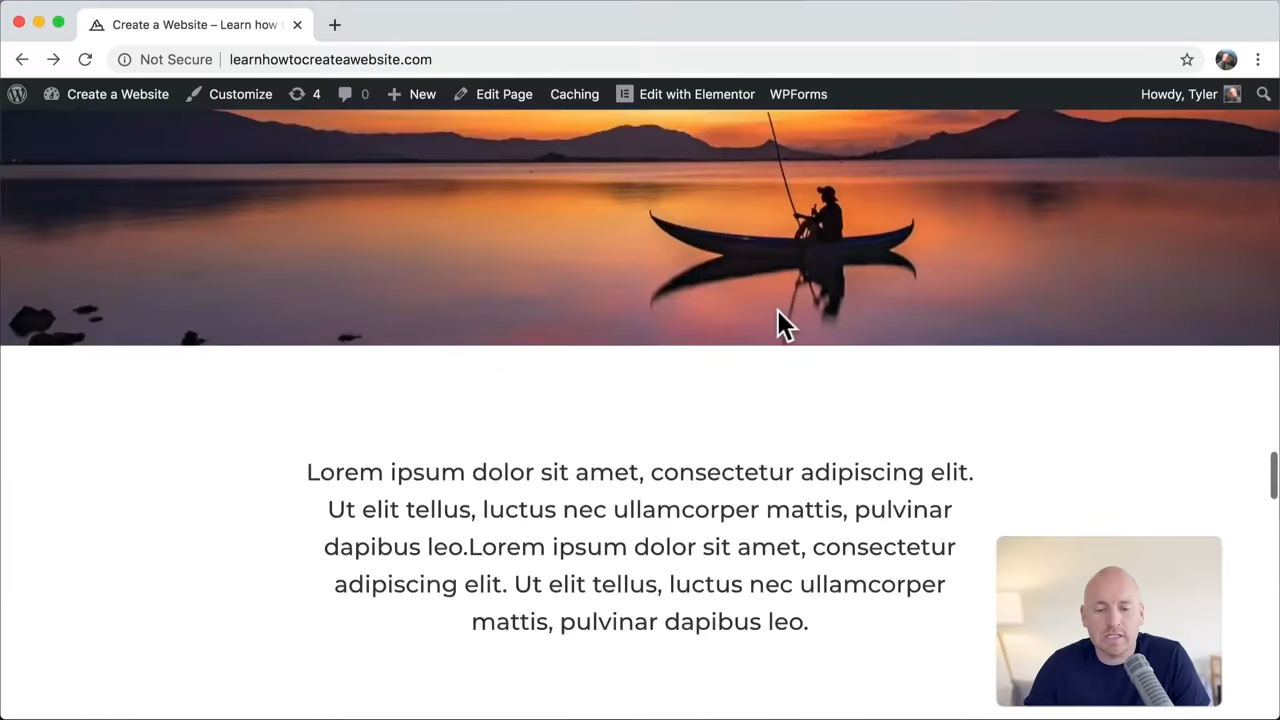 Create a Website – Learn how t
Not Secure
learnhowtocreateawebsite.com
Create a Website
Customize
4
0
New
Edit Page
Caching
Edit with Elementor
WPForms
Howdy, Tyler
Lorem ipsum dolor sit amet, consectetur adipiscing elit.
Ut elit tellus, luctus nec ullamcorper mattis, pulvinar
dapibus leo.Lorem ipsum dolor sit amet, consectetur
adipiscing elit. Ut elit tellus, luctus nec ullamcorper
mattis, pulvinar dapibus leo.